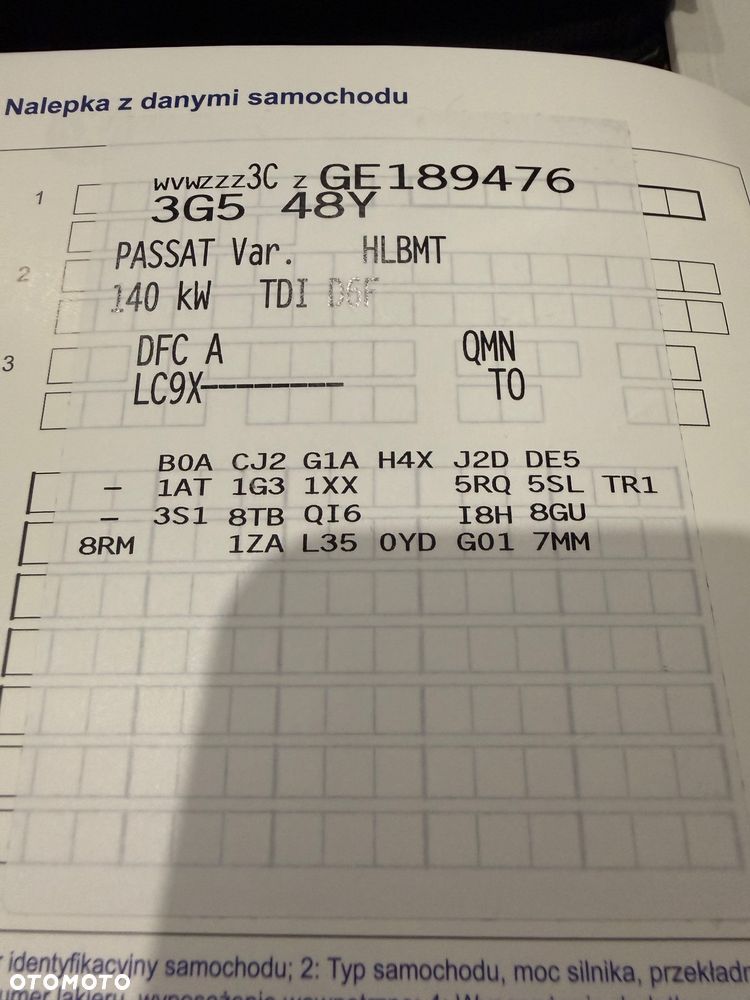 Nalepka z danymi samochodu
1 WVWZZZ3C Z GE189476
3G5 48Y
PASSAT Var. HLBMT
2
140 kW TDI D6F
3 DFC A QMN
LC9X-------- TO
B0A CJ2 G1A H4X J2D DE5
- 1AT 1G3 1XX 5RQ 5SL TR1
- 3S1 8TB QI6 I8H 8GU
8RM 1ZA L35 0YD G01 7MM
identyfikacyjny samochodu; 2: Typ samochodu, moc silnika, przekładn
OTOMOTO